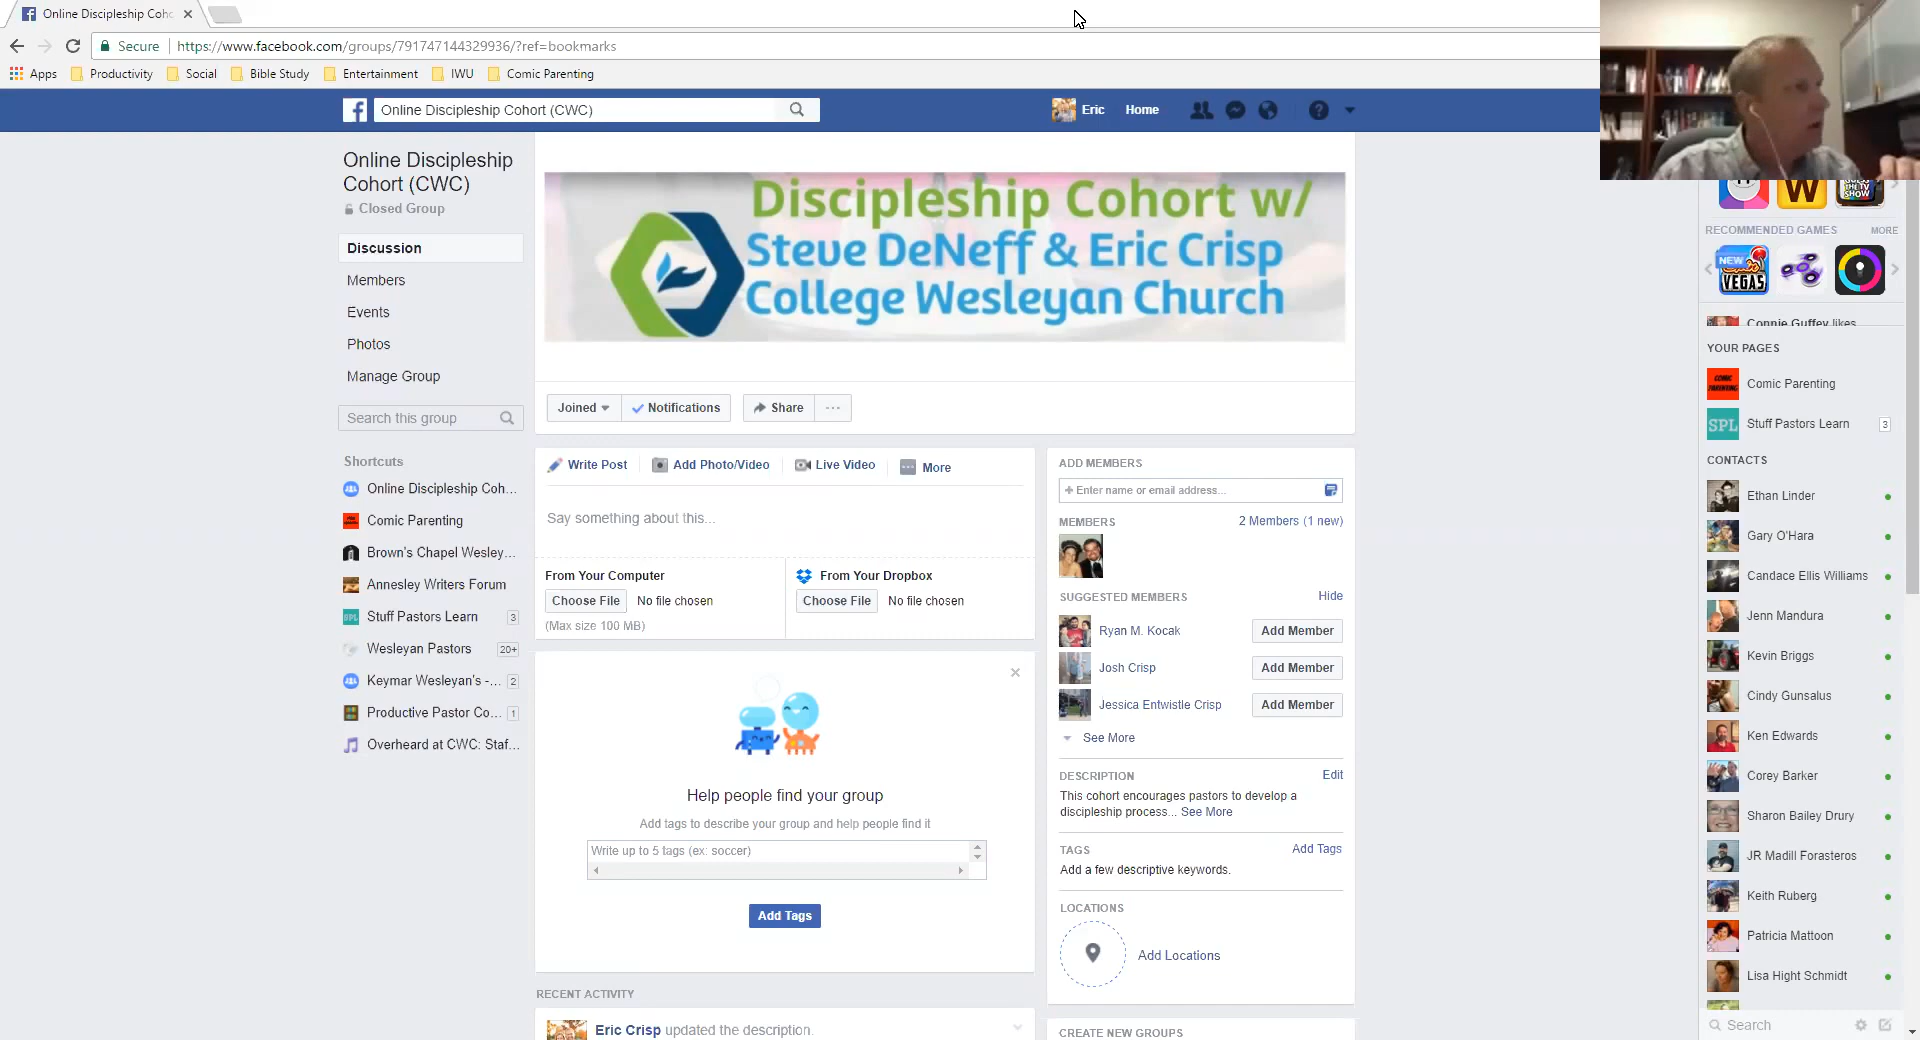 Online Discipleship Coh
Secure
https://www.facebook.com/groups/791747144329936/?ref=bookmarks
Apps
Productivity
Social
Bible Study
Entertainment
IWU
Comic Parenting
Online Discipleship Cohort (CWC)
Eric
Home
Online Discipleship
Cohort (CWC)
Closed Group
Discussion
Members
Events
Photos
Manage Group
Search this group
Shortcuts
Online Discipleship Coh...
Comic Parenting
Brown's Chapel Wesley...
Annesley Writers Forum
SPL Stuff Pastors Learn 3
Wesleyan Pastors 20+
Keymar Wesleyan's -... 2
Productive Pastor Co... 1
Overheard at CWC: Staf...
Discipleship Cohort w/
Steve DeNeff & Eric Crisp
College Wesleyan Church
Joined
Notifications
Share
Write Post
Add Photo/Video
Live Video
More
Say something about this...
From Your Computer
Choose File No file chosen
(Max size 100 MB)
From Your Dropbox
Choose File No file chosen
Help people find your group
Add tags to describe your group and help people find it
Write up to 5 tags (ex: soccer)
Add Tags
RECENT ACTIVITY
Eric Crisp updated the description.
ADD MEMBERS
+ Enter name or email address...
MEMBERS
2 Members (1 new)
SUGGESTED MEMBERS
Hide
Ryan M. Kocak Add Member
Josh Crisp Add Member
Jessica Entwistle Crisp Add Member
See More
DESCRIPTION
Edit
This cohort encourages pastors to develop a
discipleship process... See More
TAGS
Add Tags
Add a few descriptive keywords.
LOCATIONS
Add Locations
CREATE NEW GROUPS
W
THE TV
SHOW
RECOMMENDED GAMES
MORE
NEW
VEGAS
Connie Guffey likes
YOUR PAGES
COMIC PARENTING
Comic Parenting
SPL
Stuff Pastors Learn 3
CONTACTS
Ethan Linder
Gary O'Hara
Candace Ellis Williams
Jenn Mandura
Kevin Briggs
Cindy Gunsalus
Ken Edwards
Corey Barker
Sharon Bailey Drury
JR Madill Forasteros
Keith Ruberg
Patricia Mattoon
Lisa Hight Schmidt
Search